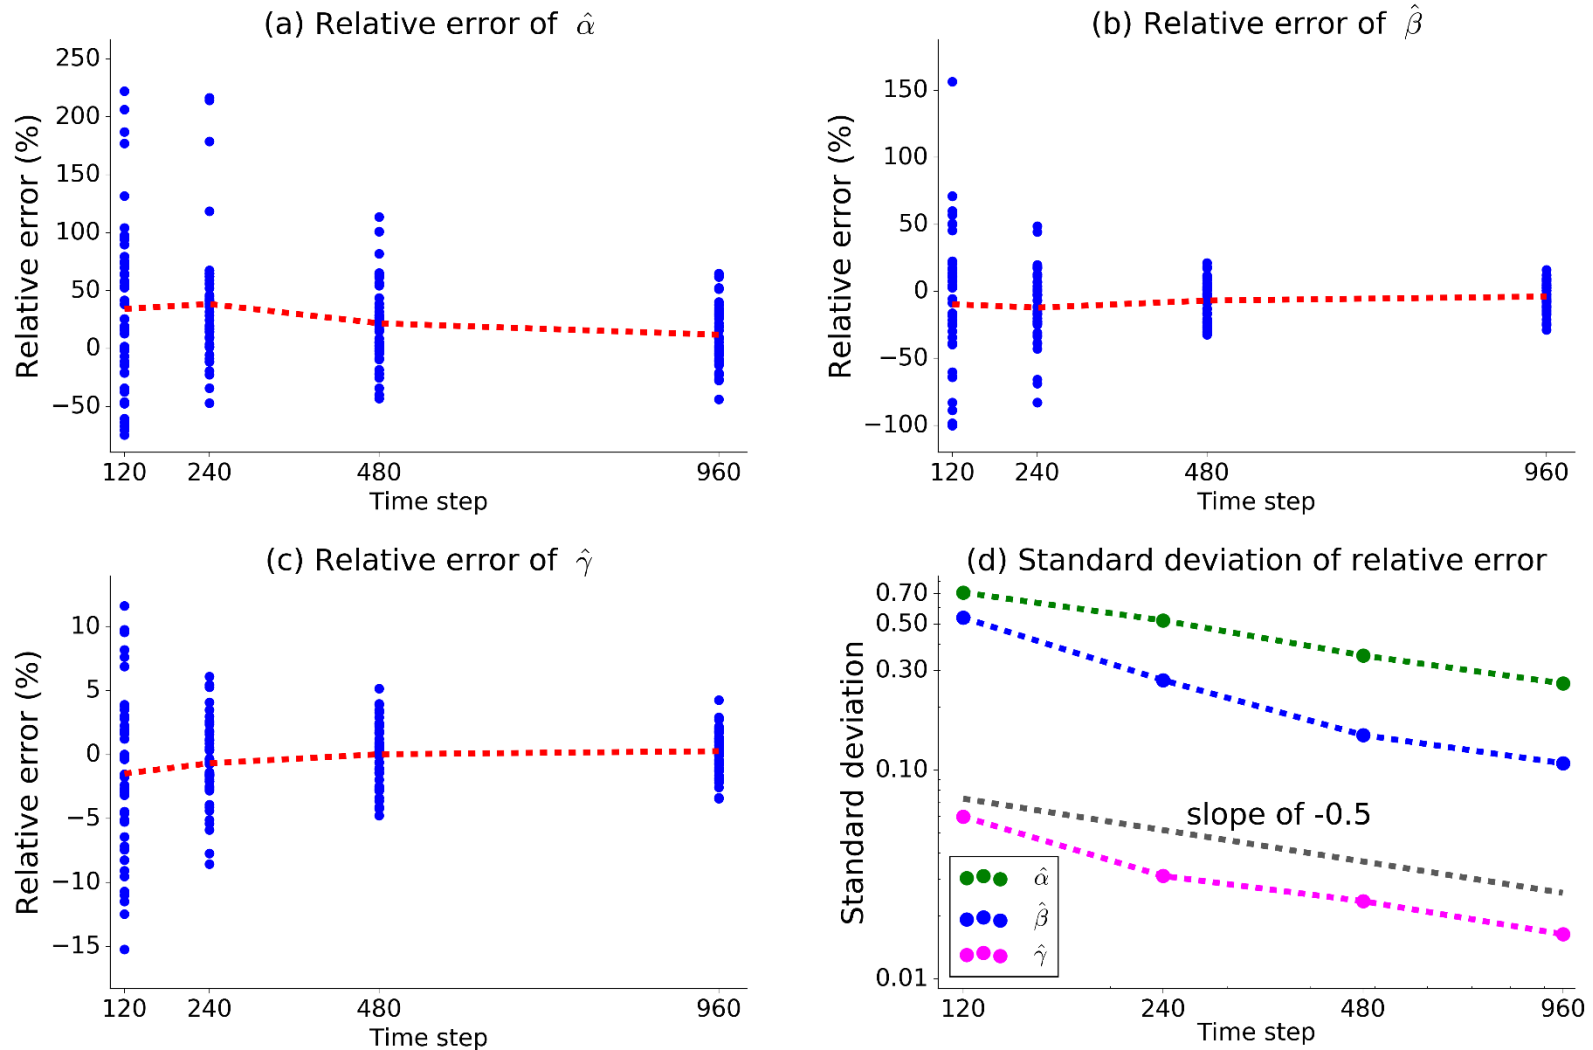 (a) Relative error of α̂
250
200
150
100
50
0
−50
Relative error (%)
120 240 480 960
Time step
(b) Relative error of β̂
150
100
50
0
−50
−100
Relative error (%)
120 240 480 960
Time step
(c) Relative error of γ̂
10
5
0
−5
−10
−15
Relative error (%)
120 240 480 960
Time step
(d) Standard deviation of relative error
0.70
0.50
0.30
0.10
0.01
Standard deviation
slope of -0.5
α̂
β̂
γ̂
120 240 480 960
Time step